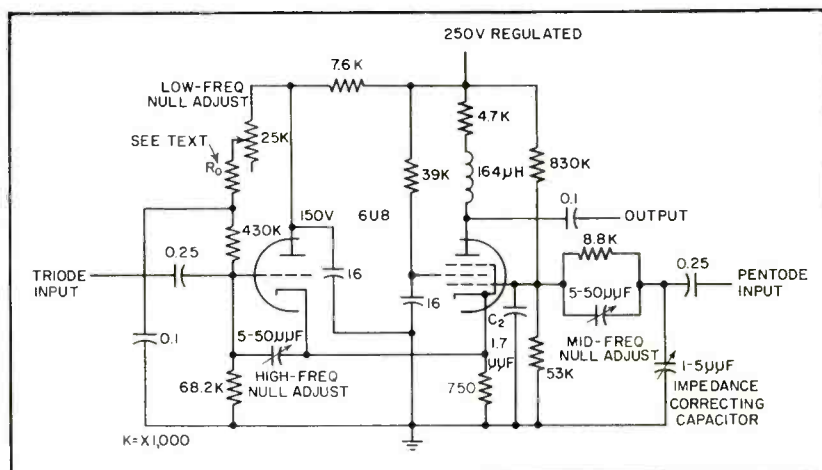 250V REGULATED
7.6K
LOW-FREQ
NULL ADJUST
4.7K
SEE TEXT
25K
830K
R₀
39K
164μH
0.1
OUTPUT
150V
6U8
430K
8.8K
0.25
0.25
TRIODE
INPUT
16
16
PENTODE
INPUT
5-50μμF
C₂
0.1
5-50μμF
1.7
μμF
MID-FREQ
NULL ADJUST
1-5μμF
53K
HIGH-FREQ
NULL ADJUST
68.2K
750
IMPEDANCE
CORRECTING
CAPACITOR
K=X1,000